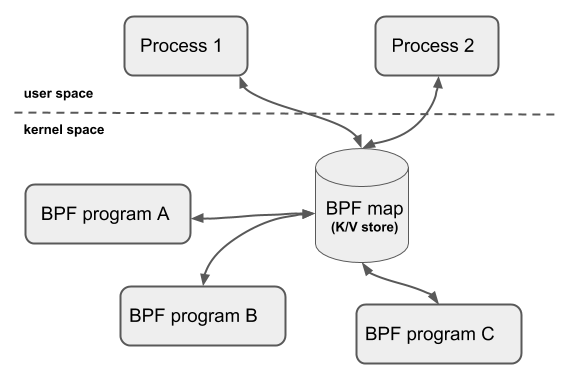 Process 1
Process 2
user space
kernel space
BPF program A
BPF map
(K/V store)
BPF program B
BPF program C